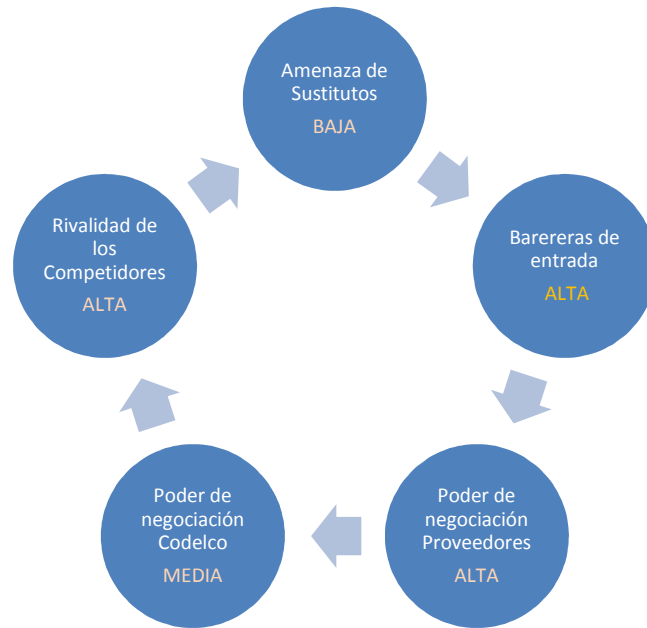 Amenaza de
Sustitutos
BAJA
Barereras de
entrada
ALTA
Poder de
negociación
Proveedores
ALTA
Poder de
negociación
Codelco
MEDIA
Rivalidad de
los
Competidores
ALTA